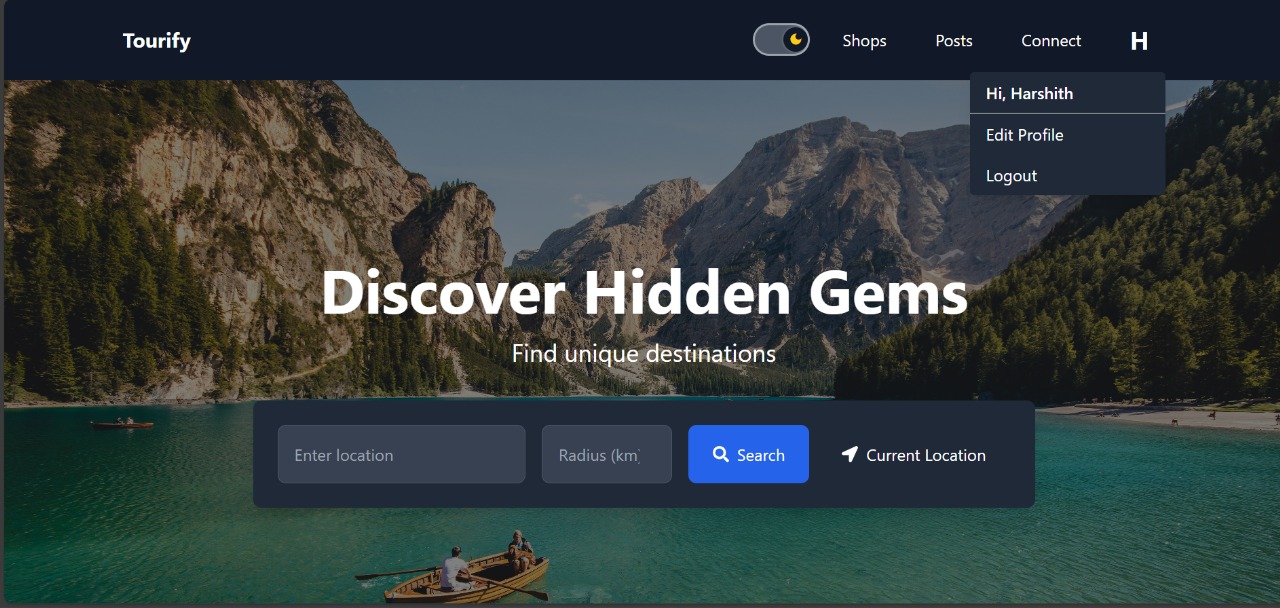 Tourify
Shops
Posts
Connect
H
Hi, Harshith
Edit Profile
Logout
Discover Hidden Gems
Find unique destinations
Enter location
Radius (km)
Search
Current Location